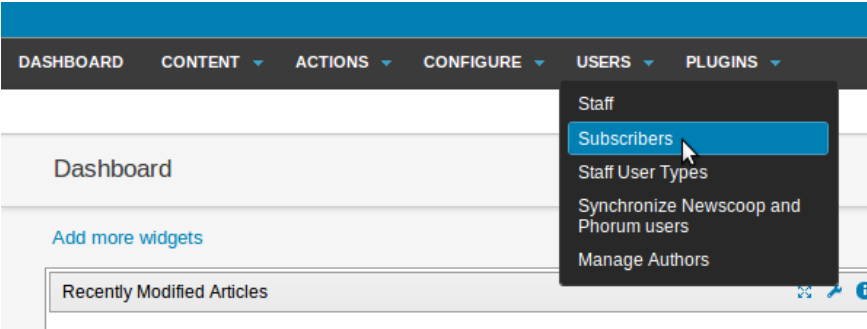 DASHBOARD CONTENT ACTIONS CONFIGURE USERS PLUGINS
Staff
Subscribers
Staff User Types
Synchronize Newscoop and
Phorum users
Manage Authors
Dashboard
Add more widgets
Recently Modified Articles